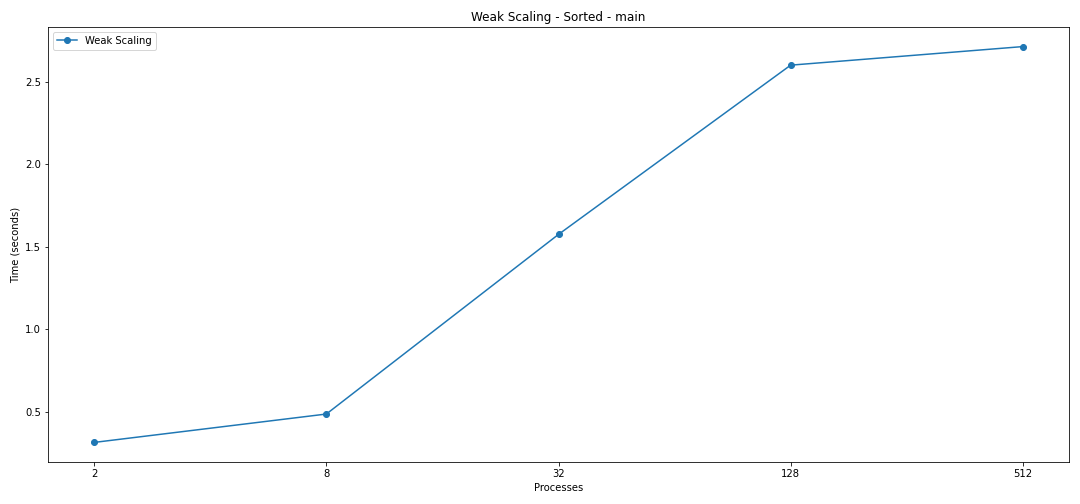 Weak Scaling - Sorted - main
Weak Scaling
Time (seconds)
2.5
2.0
1.5
1.0
0.5
2 8 32 128 512
Processes